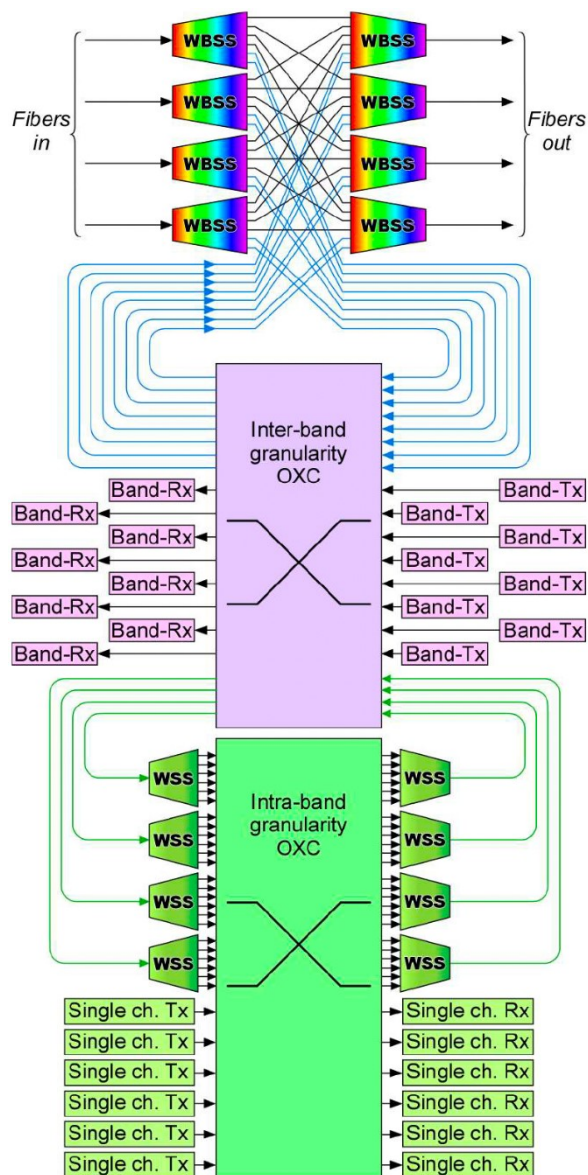 WBSS WBSS
WBSS WBSS
Fibers
in
Fibers
out
WBSS WBSS
WBSS WBSS
Inter-band
granularity
OXC
Band-Rx Band-Tx
Band-Rx Band-Tx
Band-Rx Band-Tx
Band-Rx Band-Tx
Band-Rx Band-Tx
Band-Rx Band-Tx
Band-Rx Band-Tx
Band-Rx Band-Tx
WSS WSS
Intra-band
granularity
OXC
WSS WSS
WSS WSS
WSS WSS
Single ch. Tx Single ch. Rx
Single ch. Tx Single ch. Rx
Single ch. Tx Single ch. Rx
Single ch. Tx Single ch. Rx
Single ch. Tx Single ch. Rx
Single ch. Tx Single ch. Rx